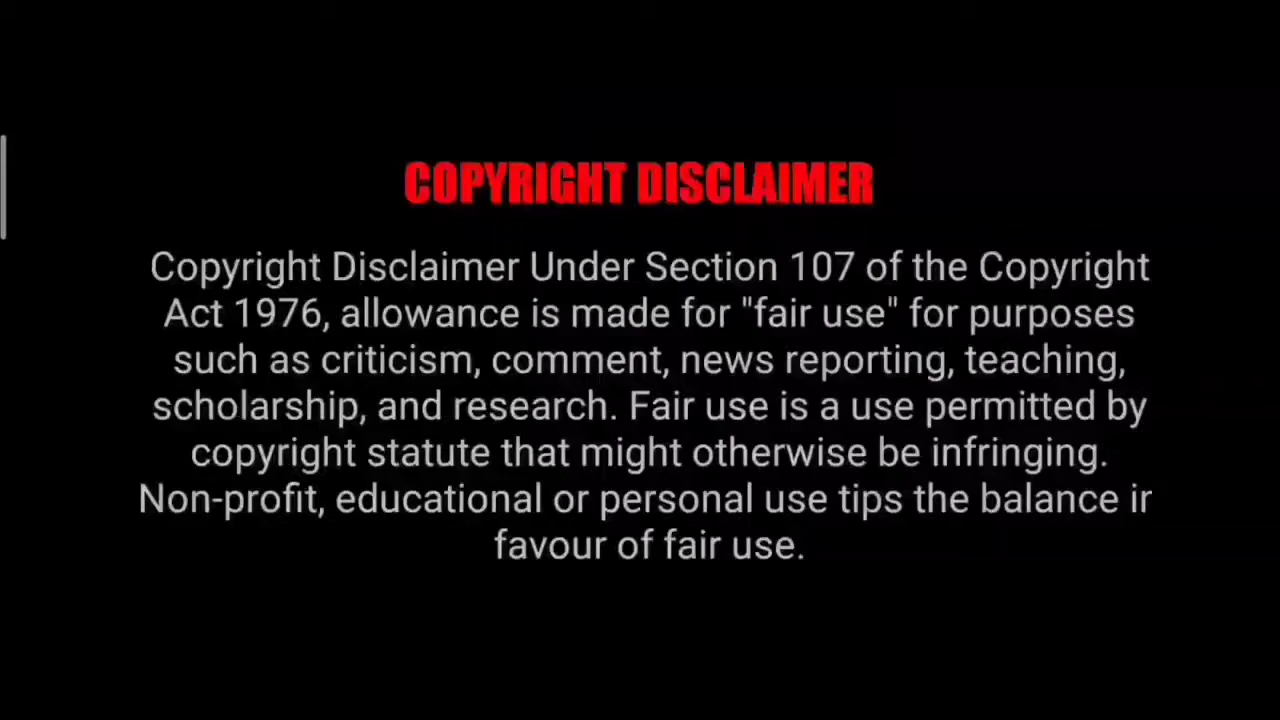 COPYRIGHT DISCLAIMER
Copyright Disclaimer Under Section 107 of the Copyright
Act 1976, allowance is made for "fair use" for purposes
such as criticism, comment, news reporting, teaching,
scholarship, and research. Fair use is a use permitted by
copyright statute that might otherwise be infringing.
Non-profit, educational or personal use tips the balance in
favour of fair use.